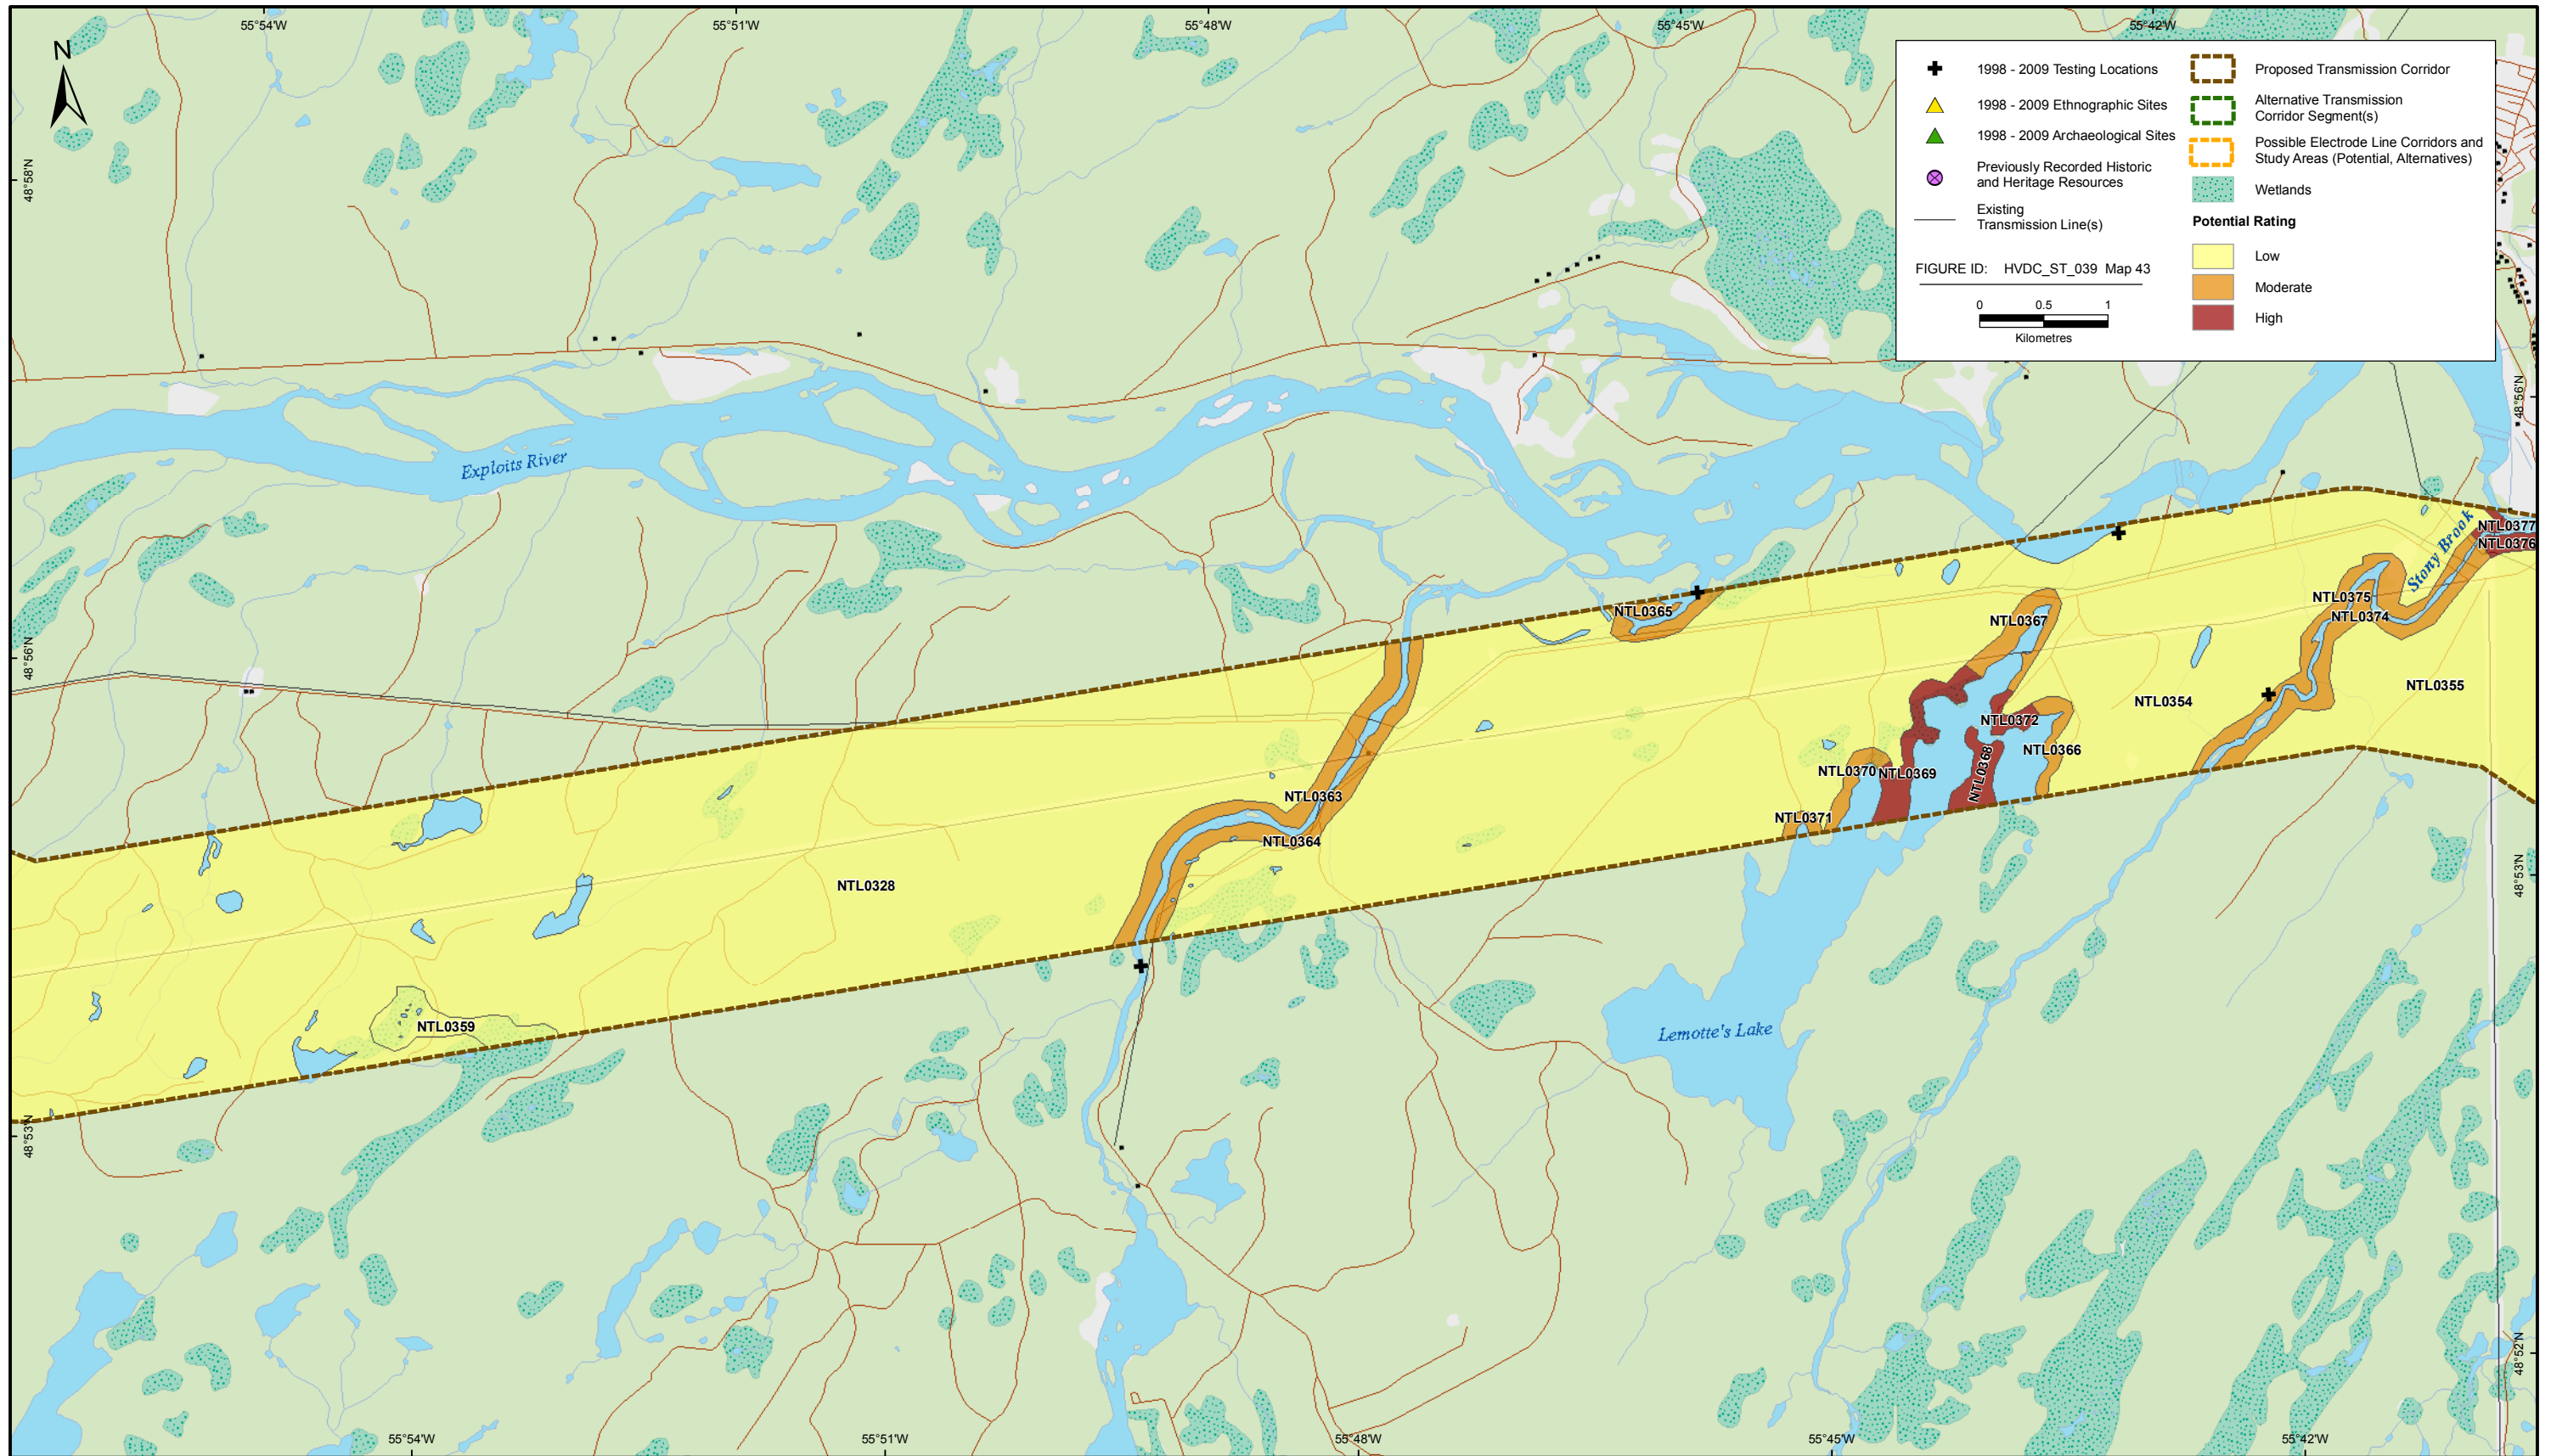 55°54'W
55°51'W
55°48'W
55°45'W
55°42'W
N
1998 - 2009 Testing Locations
1998 - 2009 Ethnographic Sites
1998 - 2009 Archaeological Sites
Previously Recorded Historic
and Heritage Resources
Existing
Transmission Line(s)
FIGURE ID: HVDC_ST_039 Map 43
0 0.5 1
Kilometres
Proposed Transmission Corridor
Alternative Transmission
Corridor Segment(s)
Possible Electrode Line Corridors and
Study Areas (Potential, Alternatives)
Wetlands
Potential Rating
Low
Moderate
High
48°58'N
48°56'N
Exploits River
Stony Brook
NTL0377
NTL0376
NTL0375
NTL0374
NTL0365
NTL0367
48°56'N
NTL0355
NTL0354
NTL0372
NTL0366
NTL0368
NTL0370
NTL0369
NTL0363
NTL0371
NTL0364
NTL0328
48°53'N
NTL0359
Lemotte's Lake
48°53'N
48°52'N
55°54'W
55°51'W
55°48'W
55°45'W
55°42'W